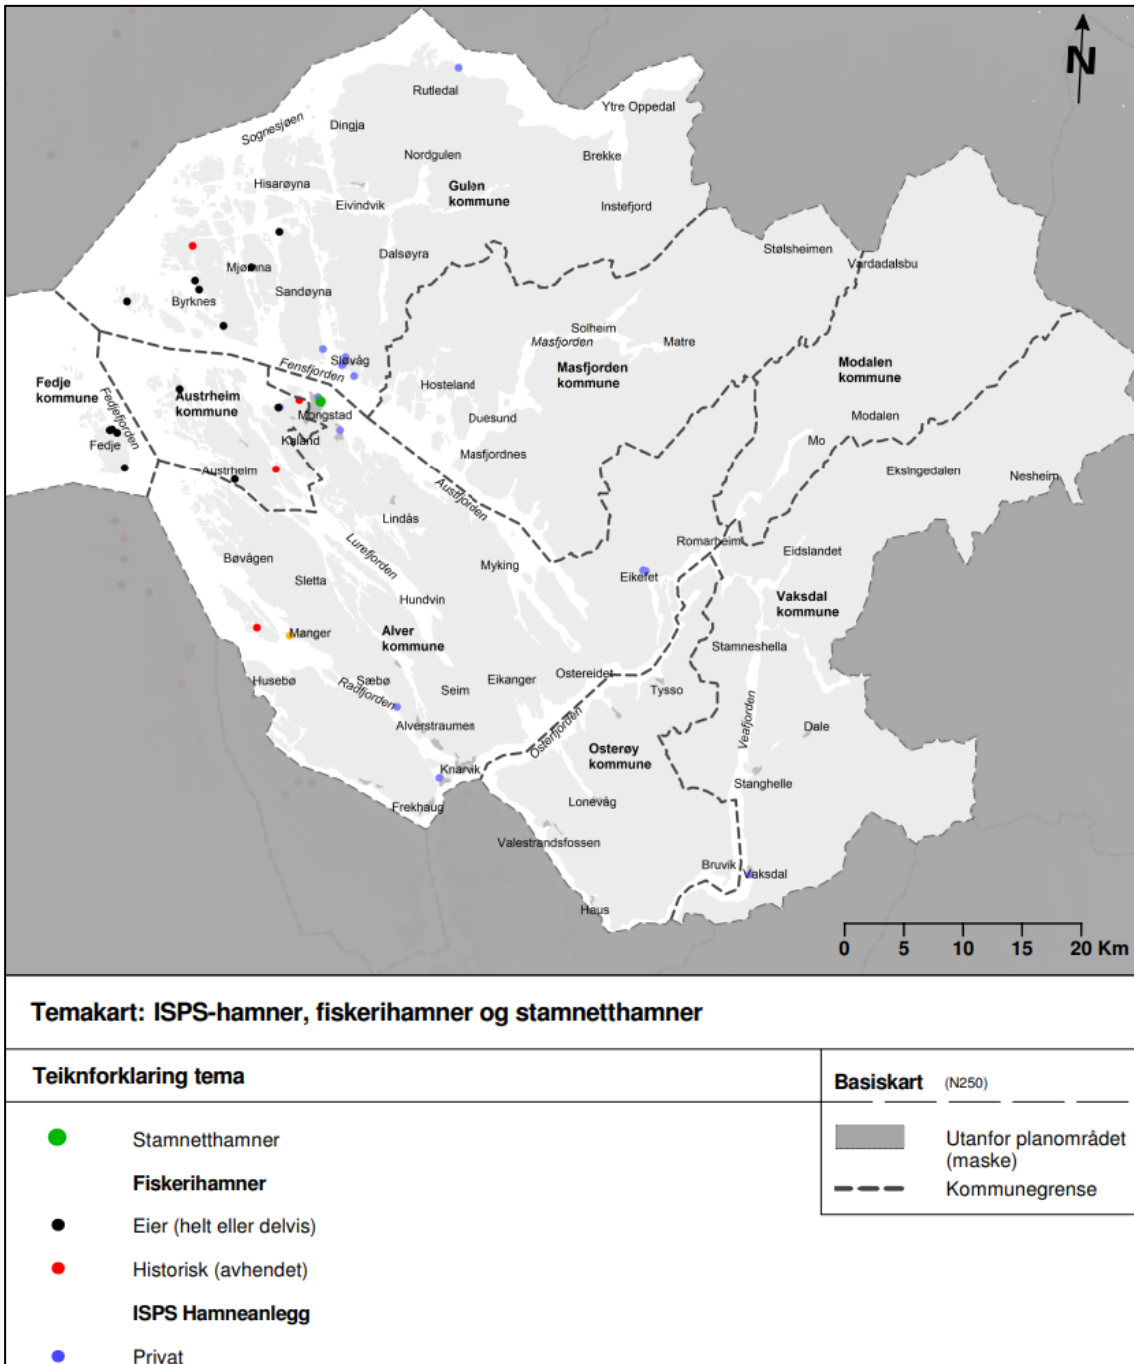 N
Rutledal
Ytre Oppedal
Sognesjøen
Dingja
Nordgulen
Brekke
Hisarøyna
Gulen
kommune
Eivindvik
Instefjord
Dalsøyra
Stølsheimen
Vardadalsbu
Mjømna
Byrknes
Sandøyna
Solheim
Masfjorden
Matre
Sløvåg
Fensfjorden
Masfjorden
kommune
Modalen
kommune
Fedje
kommune
Fedjefjorden
Austrheim
kommune
Hosteland
Mongstad
Duesund
Modalen
Fedje
Kaland
Mo
Masfjordnes
Austrheim
Eksingedalen
Nesheim
Austfjorden
Lindås
Romarheim
Lurefjorden
Eidslandet
Bøvågen
Myking
Eikefet
Sletta
Hundvin
Vaksdal
kommune
Manger
Alver
kommune
Stamneshella
Husebø
Sæbø
Radfjorden
Seim
Eikanger
Ostereidet
Tysso
Veafjorden
Alverstraumen
Osterfjorden
Dale
Osterøy
kommune
Knarvik
Stanghelle
Frekhaug
Lonevåg
Valestrandsfossen
Bruvik
Vaksdal
Haus
0 5 10 15 20 Km
Temakart: ISPS-hamner, fiskerihamner og stamnetthamner
Teiknforklaring tema
Stamnetthamner
Fiskerihamner
Eier (helt eller delvis)
Historisk (avhendet)
ISPS Hamneanlegg
Privat
Basiskart (N250)
Utanfor planområdet
(maske)
Kommunegrense